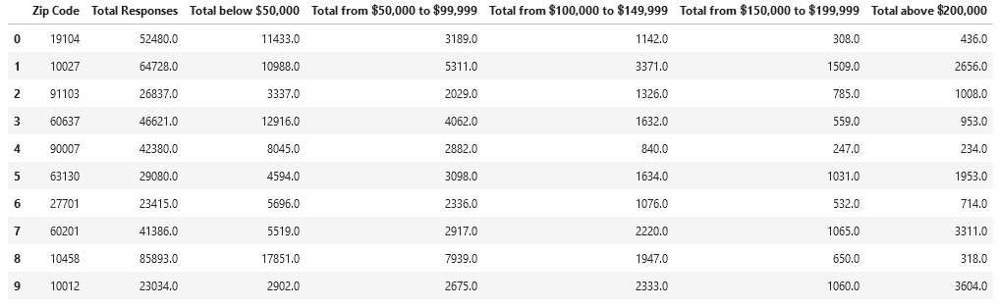 Zip Code Total Responses Total below $50,000 Total from $50,000 to $99,999 Total from $100,000 to $149,999 Total from $150,000 to $199,999 Total above $200,000
0 19104 52480.0 11433.0 3189.0 1142.0 308.0 436.0
1 10027 64728.0 10988.0 5311.0 3371.0 1509.0 2656.0
2 91103 26837.0 3337.0 2029.0 1326.0 785.0 1008.0
3 60637 46621.0 12916.0 4062.0 1632.0 559.0 953.0
4 90007 42380.0 8045.0 2882.0 840.0 247.0 234.0
5 63130 29080.0 4594.0 3098.0 1634.0 1031.0 1953.0
6 27701 23415.0 5696.0 2336.0 1076.0 532.0 714.0
7 60201 41386.0 5519.0 2917.0 2220.0 1065.0 3311.0
8 10458 85893.0 17851.0 7939.0 1947.0 650.0 318.0
9 10012 23034.0 2902.0 2675.0 2333.0 1060.0 3604.0